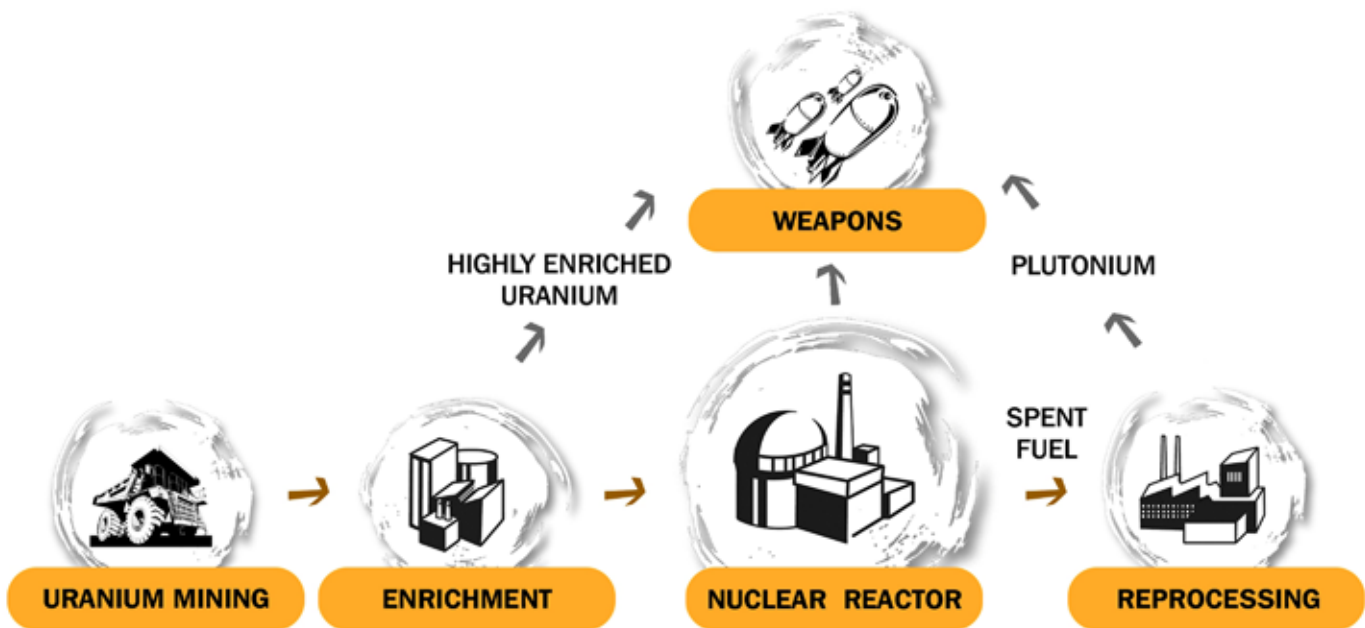 WEAPONS
HIGHLY ENRICHED
URANIUM
PLUTONIUM
SPENT
FUEL
URANIUM MINING
ENRICHMENT
NUCLEAR REACTOR
REPROCESSING